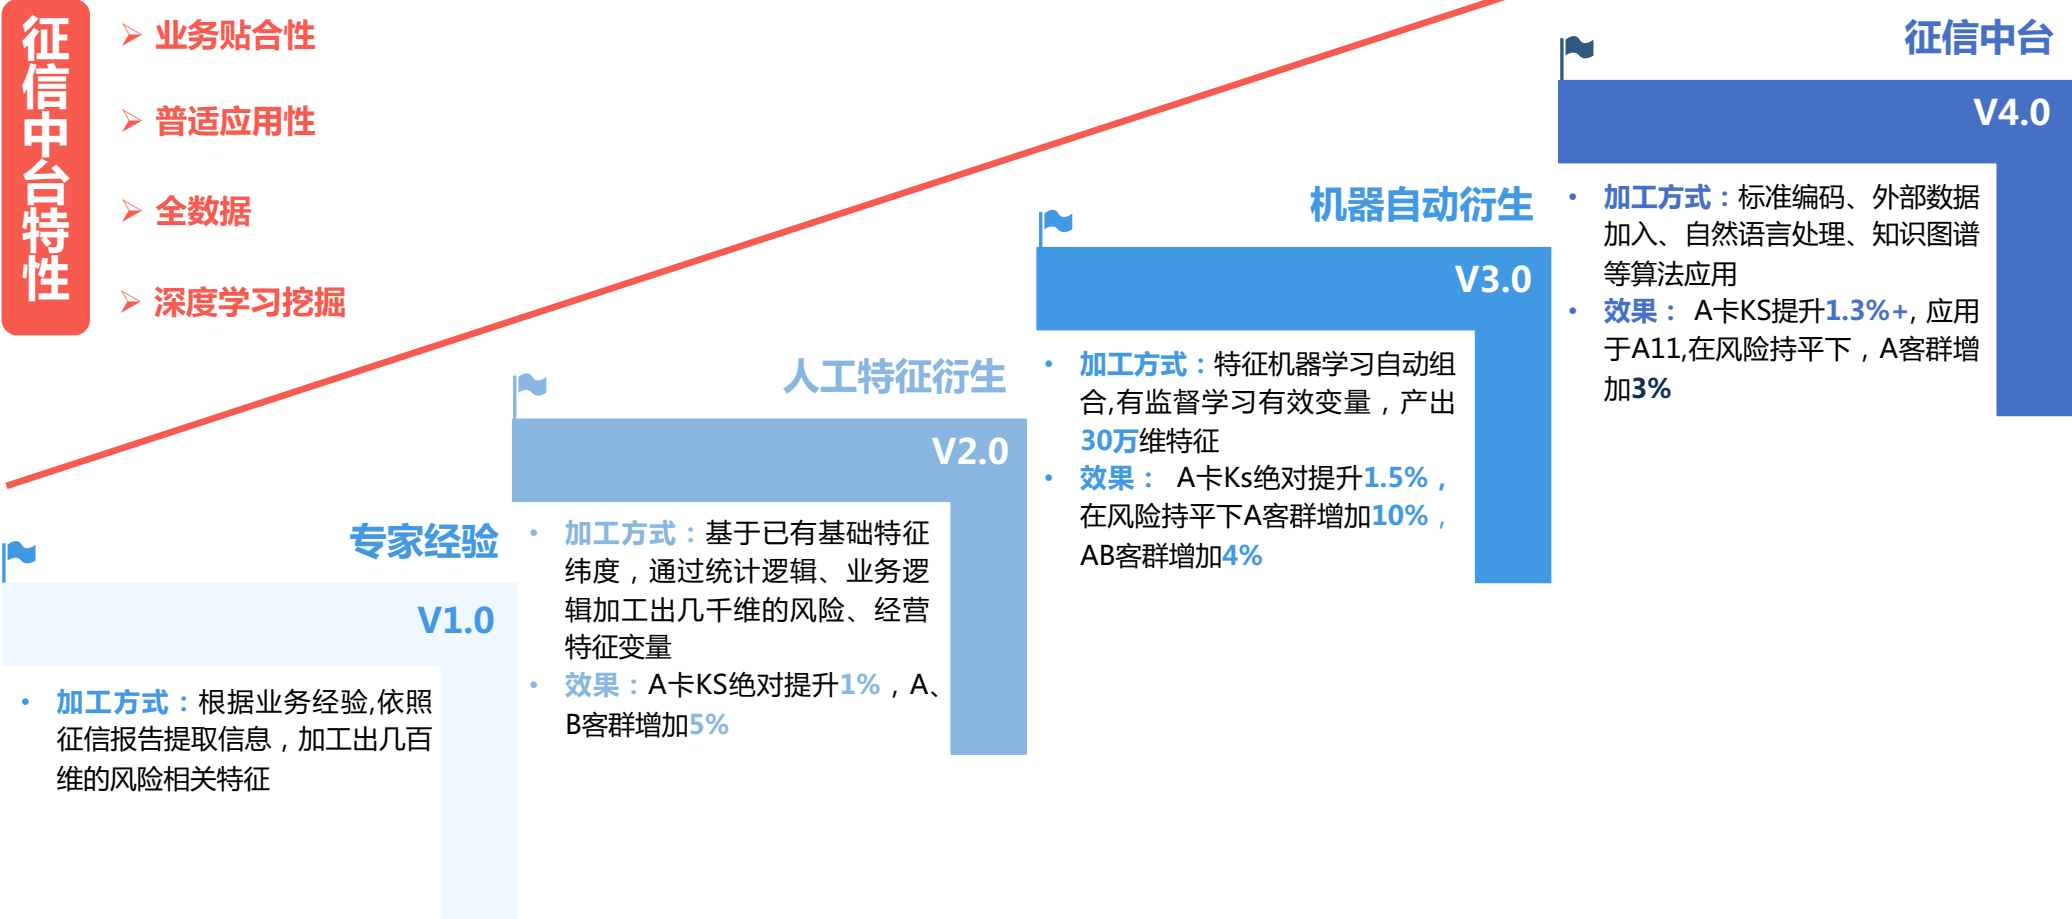 征信中台特性
➢ 业务贴合性
➢ 普适应用性
➢ 全数据
➢ 深度学习挖掘
专家经验
V1.0
• 加工方式：根据业务经验,依照
征信报告提取信息，加工出几百
维的风险相关特征
人工特征衍生
V2.0
• 加工方式：基于已有基础特征
纬度，通过统计逻辑、业务逻
辑加工出几千维的风险、经营
特征变量
• 效果：A卡KS绝对提升1%，A、
B客群增加5%
机器自动衍生
V3.0
• 加工方式：特征机器学习自动组
合,有监督学习有效变量，产出
30万维特征
• 效果： A卡Ks绝对提升1.5%，
在风险持平下A客群增加10%，
AB客群增加4%
征信中台
V4.0
• 加工方式：标准编码、外部数据
加入、自然语言处理、知识图谱
等算法应用
• 效果： A卡KS提升1.3%+, 应用
于A11,在风险持平下，A客群增
加3%